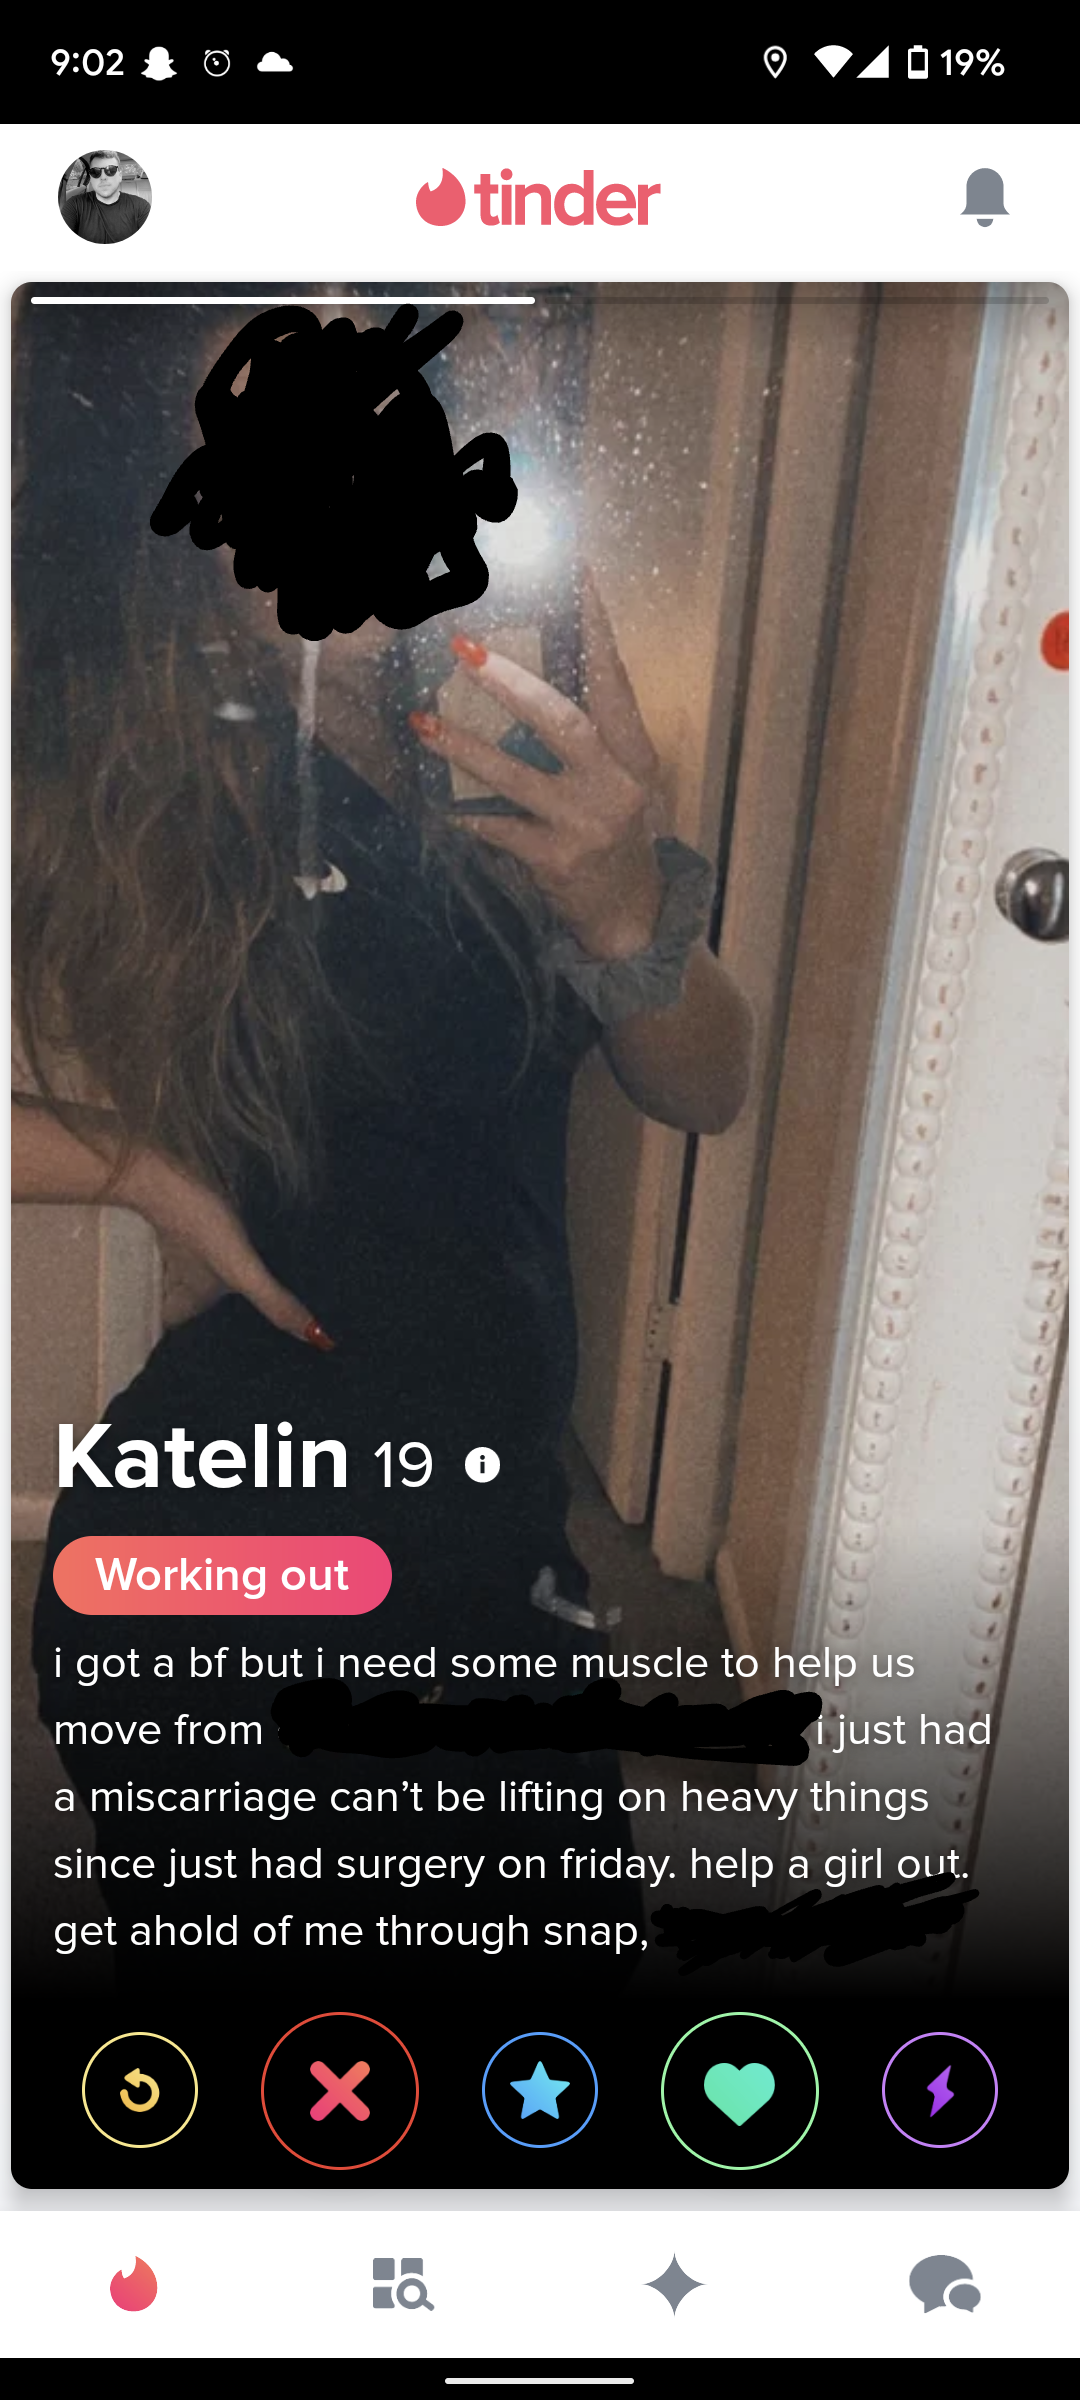 9:02 19%
tinder
Katelin 19
Working out
i got a bf but i need some muscle to help us
move from i just had
a miscarriage can’t be lifting on heavy things
since just had surgery on friday. help a girl out.
get ahold of me through snap,